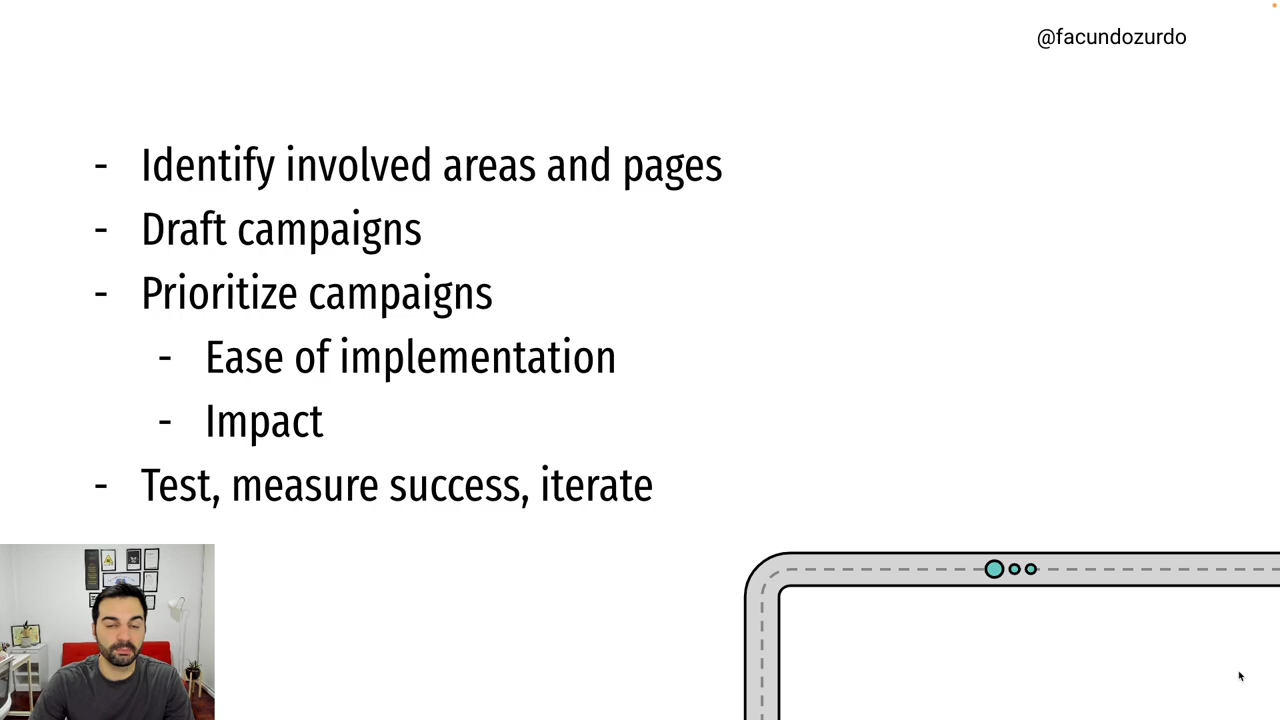 @facundozurdo
- Identify involved areas and pages
- Draft campaigns
- Prioritize campaigns
- Ease of implementation
- Impact
- Test, measure success, iterate